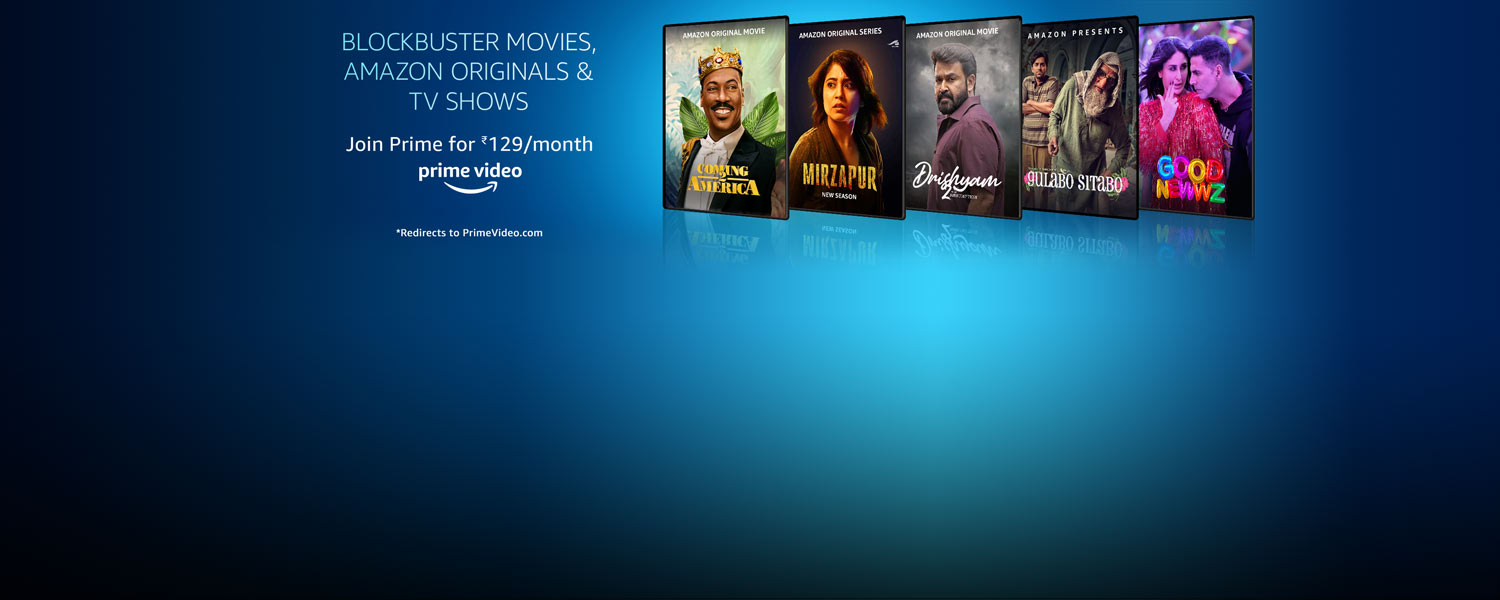 BLOCKBUSTER MOVIES,
AMAZON ORIGINALS &
TV SHOWS
Join Prime for ₹129/month
prime video
*Redirects to PrimeVideo.com
AMAZON ORIGINAL MOVIE
COMING
2
AMERICA
AMAZON ORIGINAL SERIES
MIRZAPUR
NEW SEASON
AMAZON ORIGINAL MOVIE
Drishyam
2
AMAZON PRESENTS
GULABO SITABO
GOOD
NEWWZ